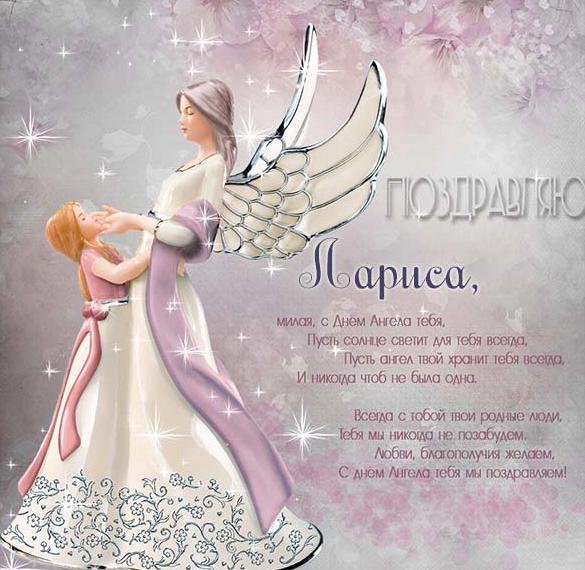 ПОЗДРАВЛЯЮ
Лариса,
милая, с Днём Ангела тебя,
Пусть солнце светит для тебя всегда,
Пусть ангел твой хранит тебя всегда,
И никогда чтоб не была одна.
Всегда с тобой твои родные люди,
Тебя мы никогда не позабудем.
Любви, благополучия желаем,
С днём Ангела тебя мы поздравляем!